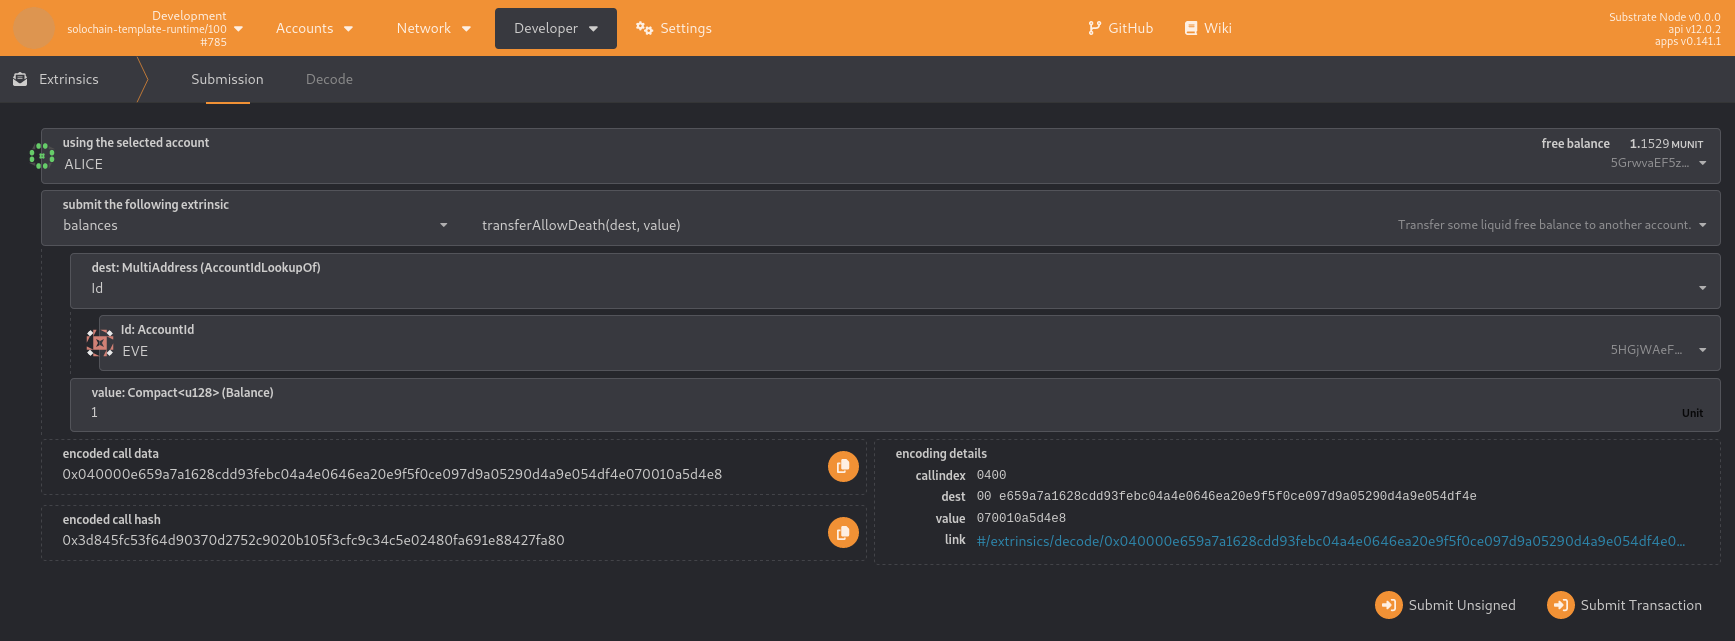 Development
solochain-template-runtime/100
#785
Accounts
Network
Developer
Settings
GitHub
Wiki
Substrate Node v0.0.0
api v12.0.2
apps v0.141.1
Extrinsics
Submission
Decode
using the selected account
ALICE
free balance 1.1529 MUNIT
5GrwvaEF5z...
submit the following extrinsic
balances
transferAllowDeath(dest, value)
Transfer some liquid free balance to another account.
dest: MultiAddress (AccountIdLookupOf)
Id
Id: AccountId
EVE
5HGjWAeF...
value: Compact<u128> (Balance)
1
Unit
encoded call data
0x040000e659a7a1628cdd93febc04a4e0646ea20e9f5f0ce097d9a05290d4a9e054df4e070010a5d4e8
encoded call hash
0x3d845fc53f64d90370d2752c9020b105f3cfc9c34c5e02480fa691e88427fa80
encoding details
callindex 0400
dest 00 e659a7a1628cdd93febc04a4e0646ea20e9f5f0ce097d9a05290d4a9e054df4e
value 070010a5d4e8
link #/extrinsics/decode/0x040000e659a7a1628cdd93febc04a4e0646ea20e9f5f0ce097d9a05290d4a9e054df4e0...
Submit Unsigned
Submit Transaction